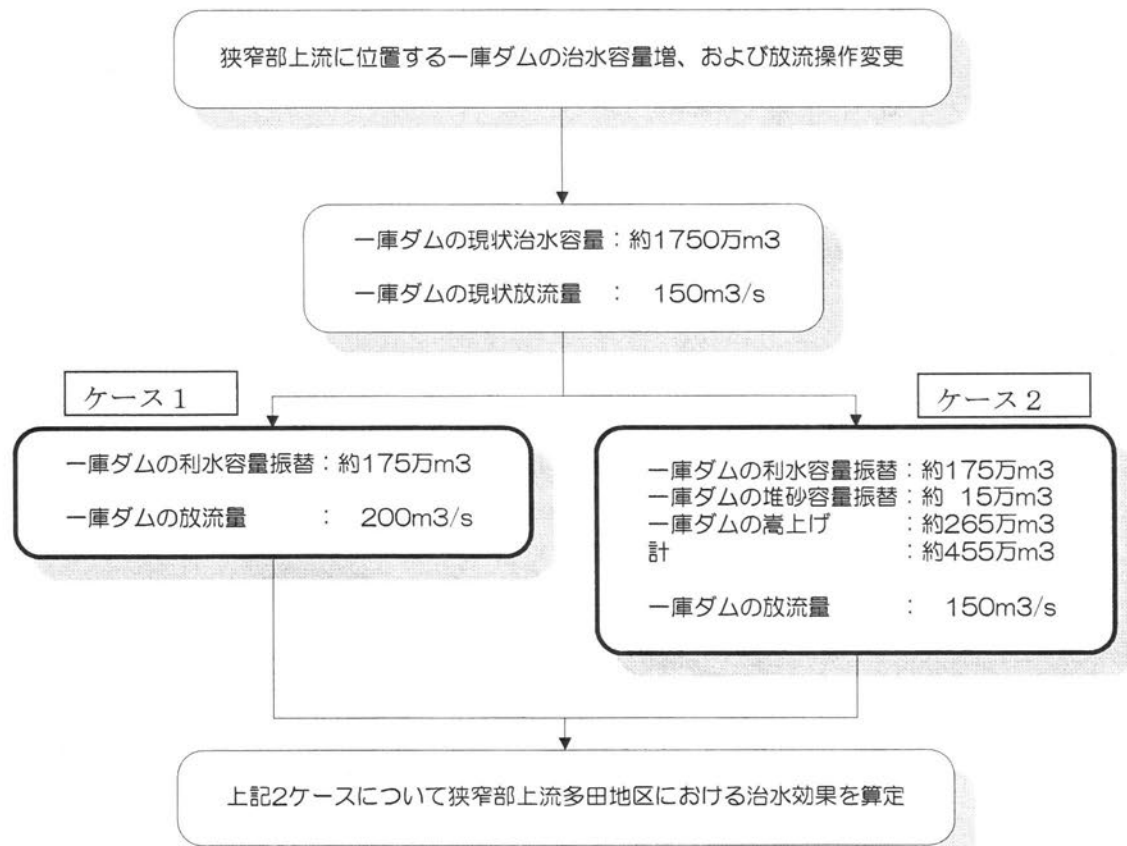 狭窄部上流に位置する一庫ダムの治水容量増、および放流操作変更
一庫ダムの現状治水容量：約1750万m3
一庫ダムの現状放流量　：　150m3/s
ケース１
一庫ダムの利水容量振替：約175万m3
一庫ダムの放流量　　　：　200m3/s
ケース２
一庫ダムの利水容量振替：約175万m3
一庫ダムの堆砂容量振替：約 15万m3
一庫ダムの嵩上げ　　　：約265万m3
計　　　　　　　　　　：約455万m3
一庫ダムの放流量　　　：　150m3/s
上記2ケースについて狭窄部上流多田地区における治水効果を算定